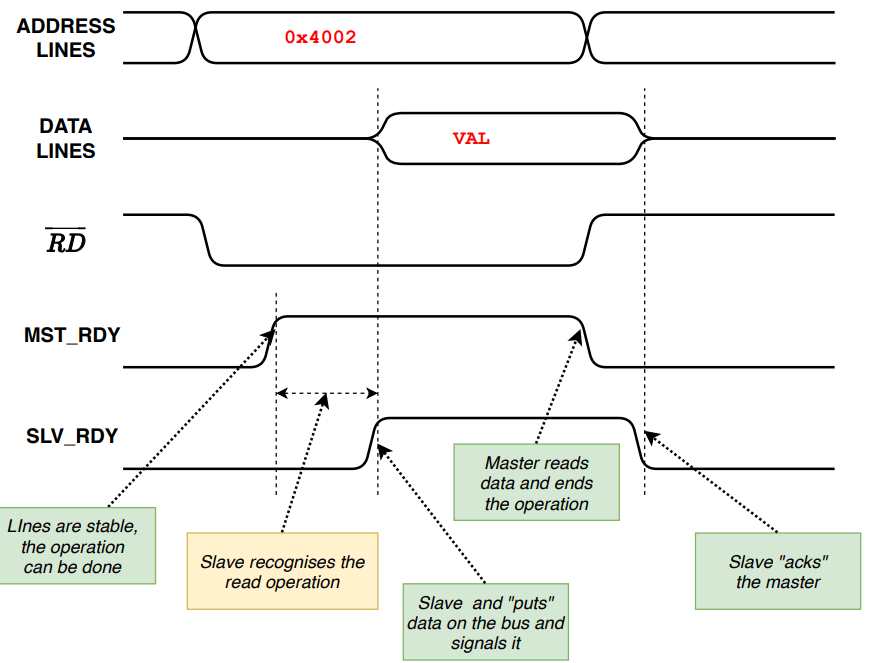 ADDRESS
LINES
0x4002
DATA
LINES
VAL
RD
MST_RDY
SLV_RDY
LInes are stable,
the operation
can be done
Slave recognises the
read operation
Slave and "puts"
data on the bus and
signals it
Master reads
data and ends
the operation
Slave "acks"
the master